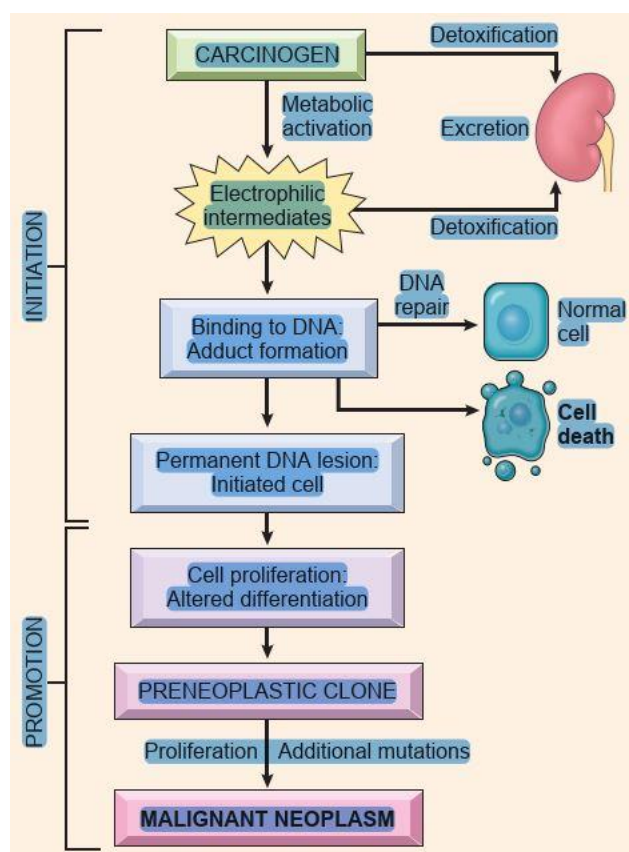 CARCINOGEN
Detoxification
Metabolic
activation
Excretion
Electrophilic
intermediates
Detoxification
INITIATION
DNA
repair
Binding to DNA:
Adduct formation
Normal
cell
Cell
death
Permanent DNA lesion:
Initiated cell
Cell proliferation:
Altered differentiation
PROMOTION
PRENEOPLASTIC CLONE
Proliferation
Additional mutations
MALIGNANT NEOPLASM